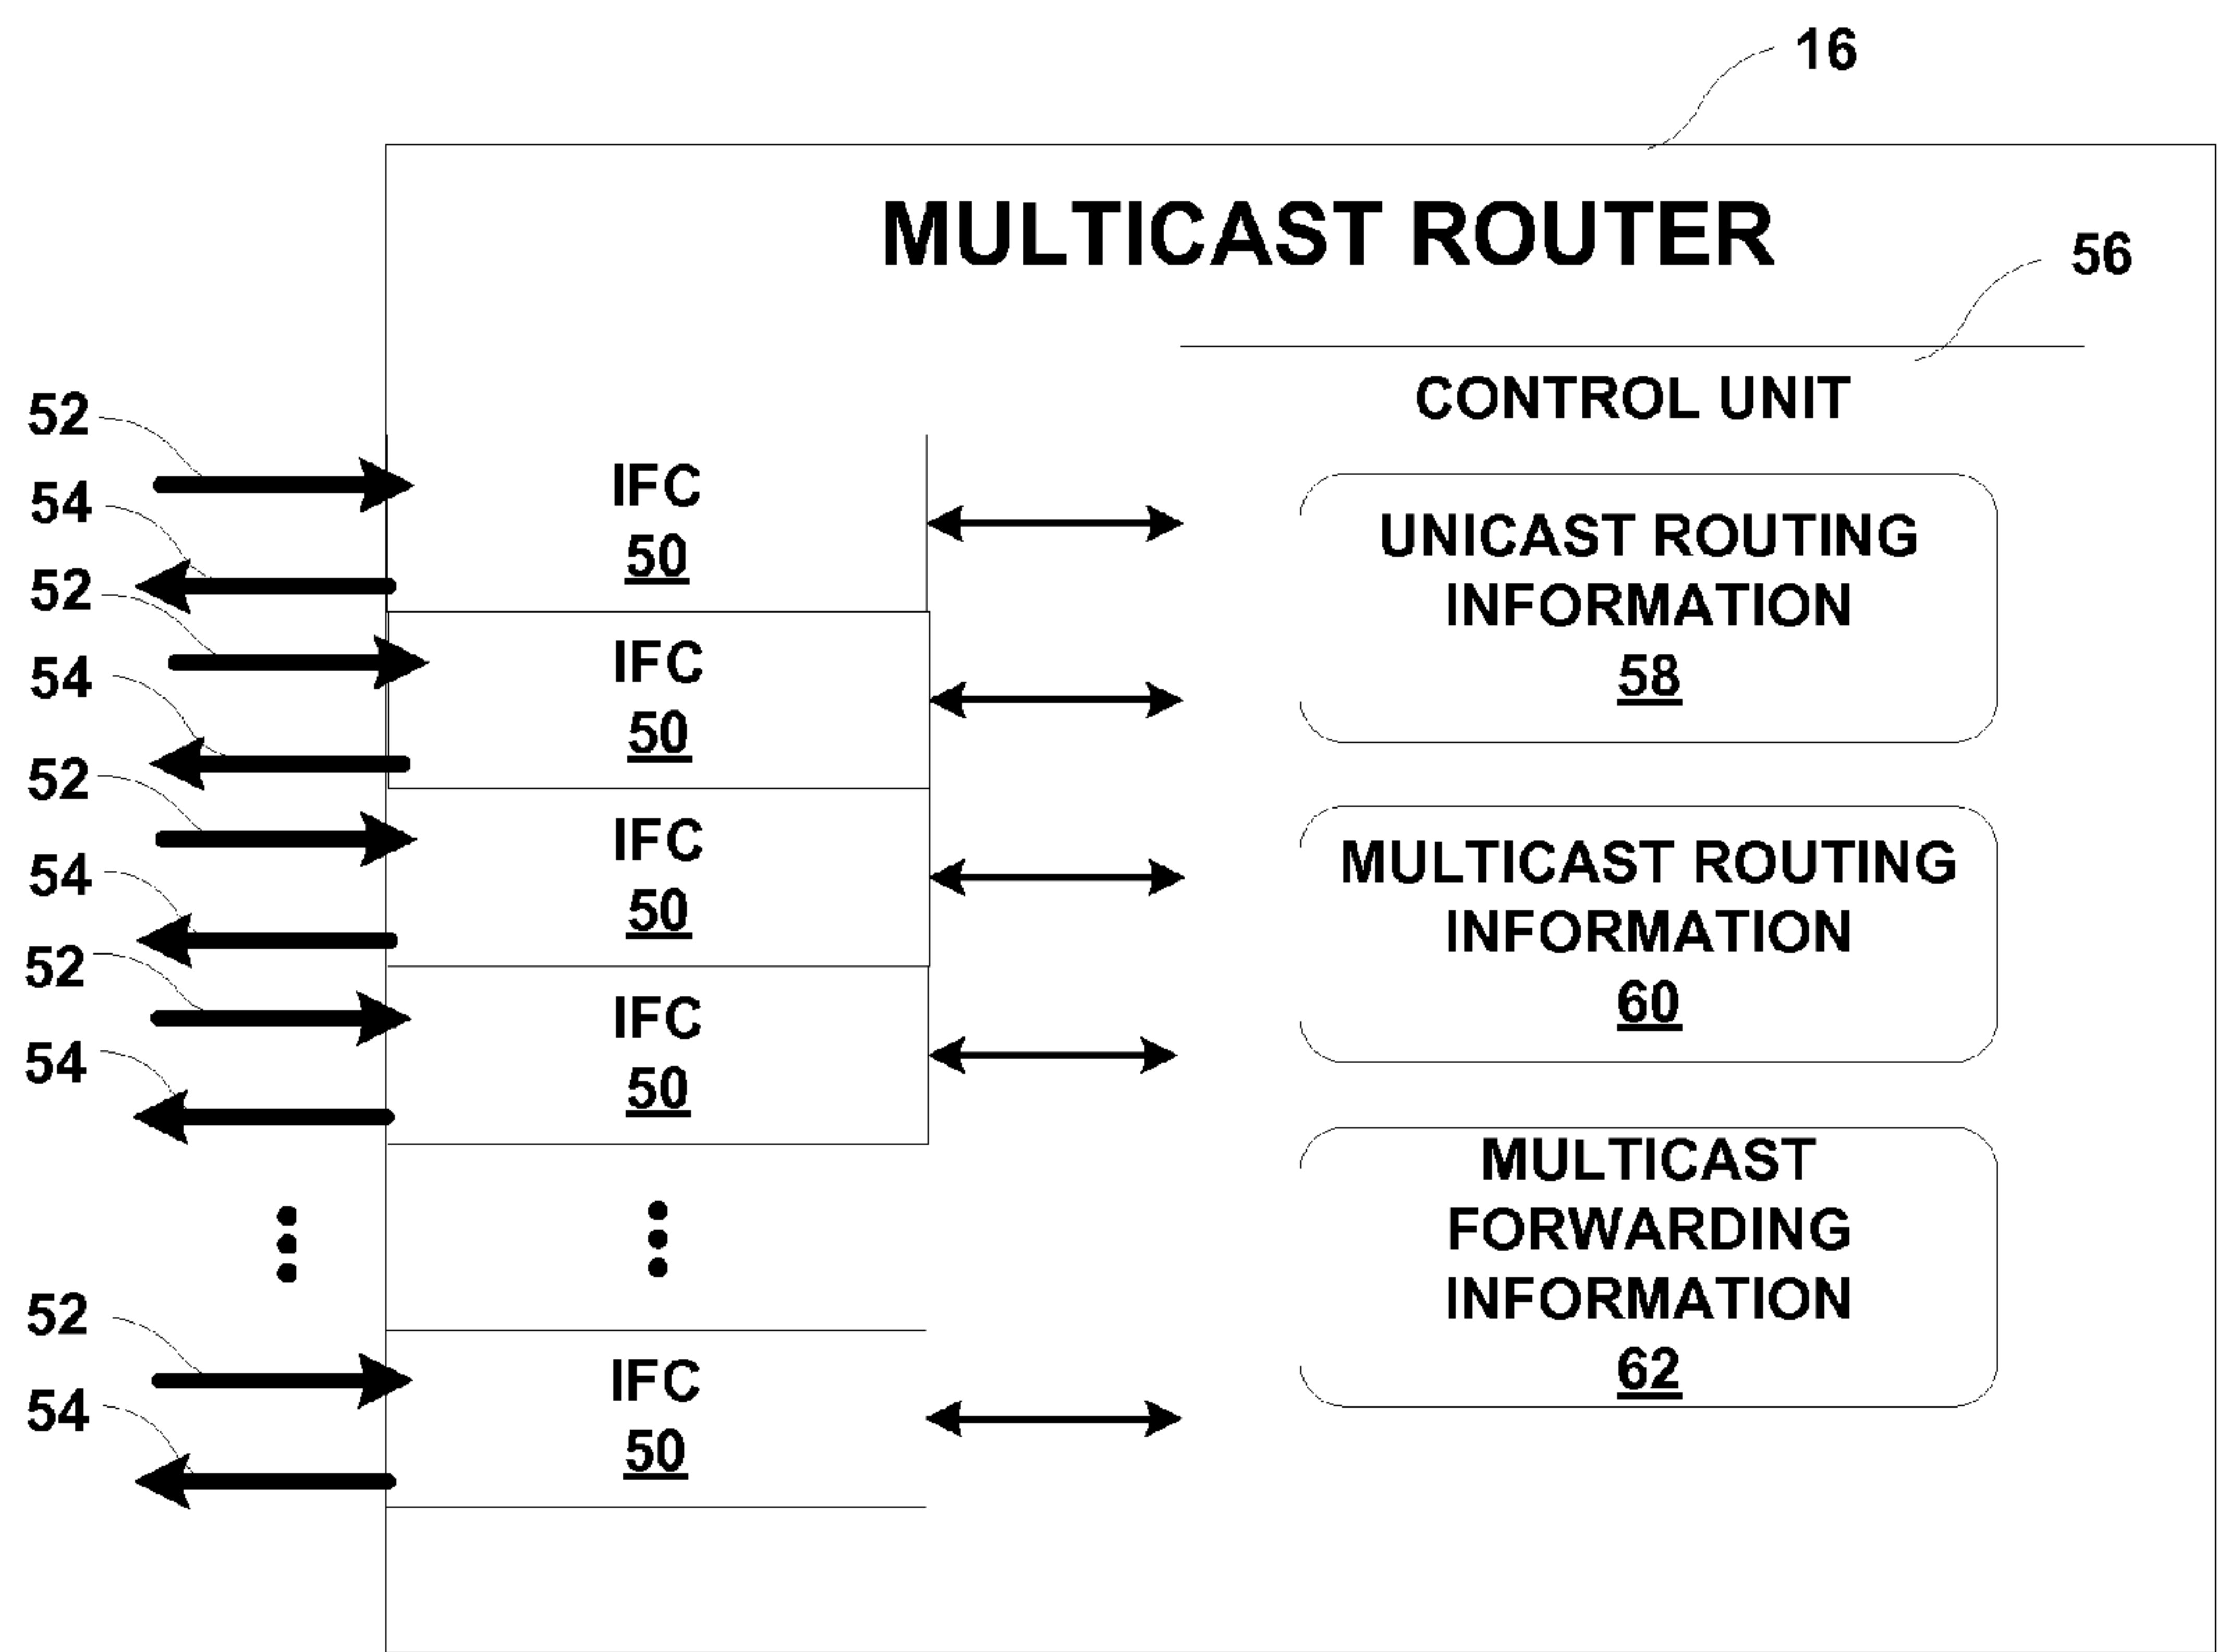 16
MULTICAST ROUTER
56
CONTROL UNIT
52
54
52
54
52
54
52
54
52
54
IFC
50
IFC
50
IFC
50
IFC
50
IFC
50
UNICAST ROUTING
INFORMATION
58
MULTICAST ROUTING
INFORMATION
60
MULTICAST
FORWARDING
INFORMATION
62